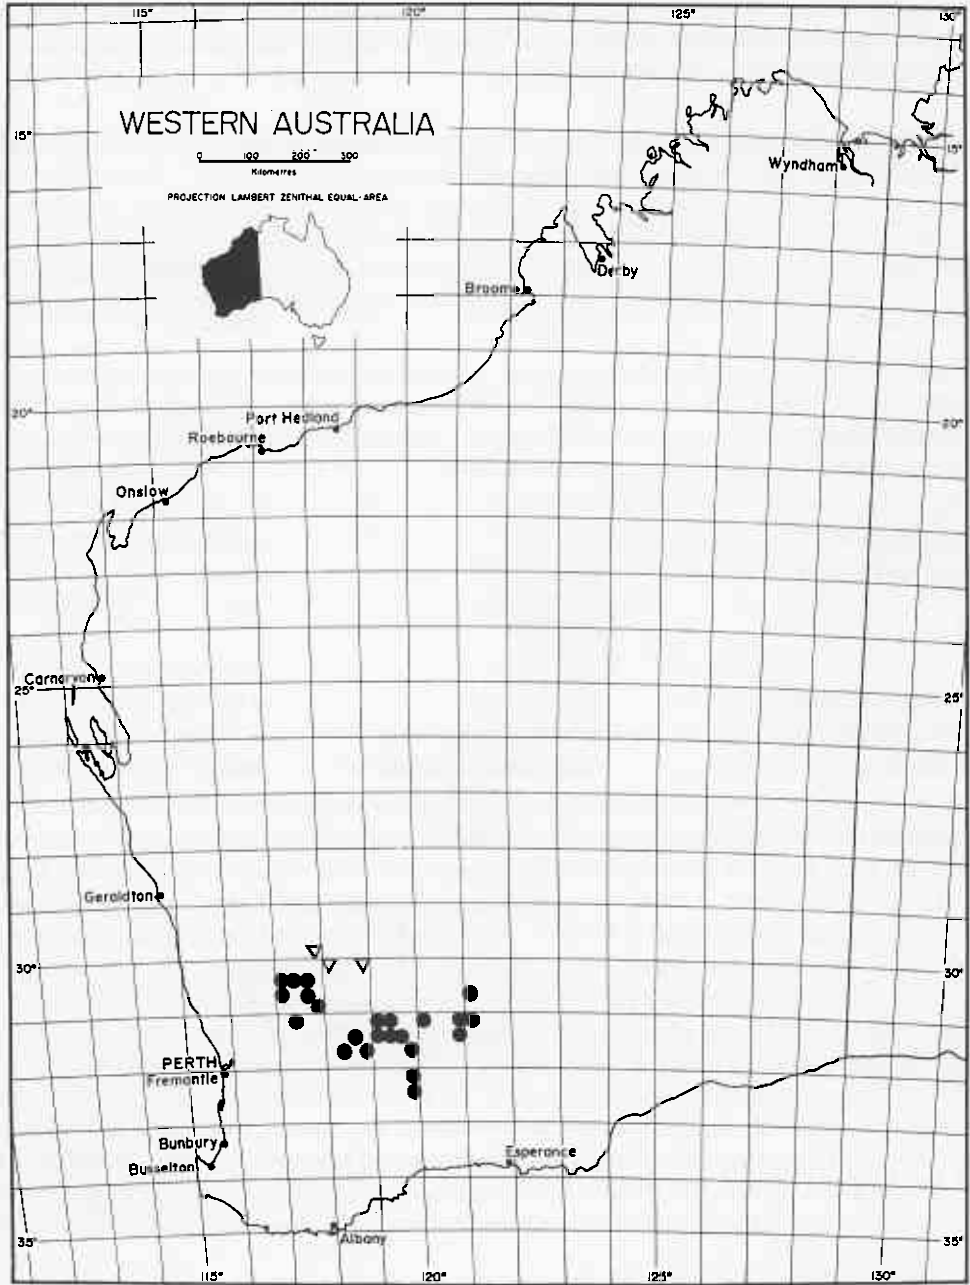 115° 120° 125° 130°
15° 15°
WESTERN AUSTRALIA
0 100 200 300
Kilometres
PROJECTION LAMBERT ZENITHAL EQUAL-AREA
Wyndham
Derby
Broome
20° 20°
Port Hedland
Roebourne
Onslow
Carnarvon
25° 25°
Geraldton
30° 30°
PERTH
Fremantle
Bunbury
Esperance
Busselton
Albany
35° 35°
115° 120° 125° 130°